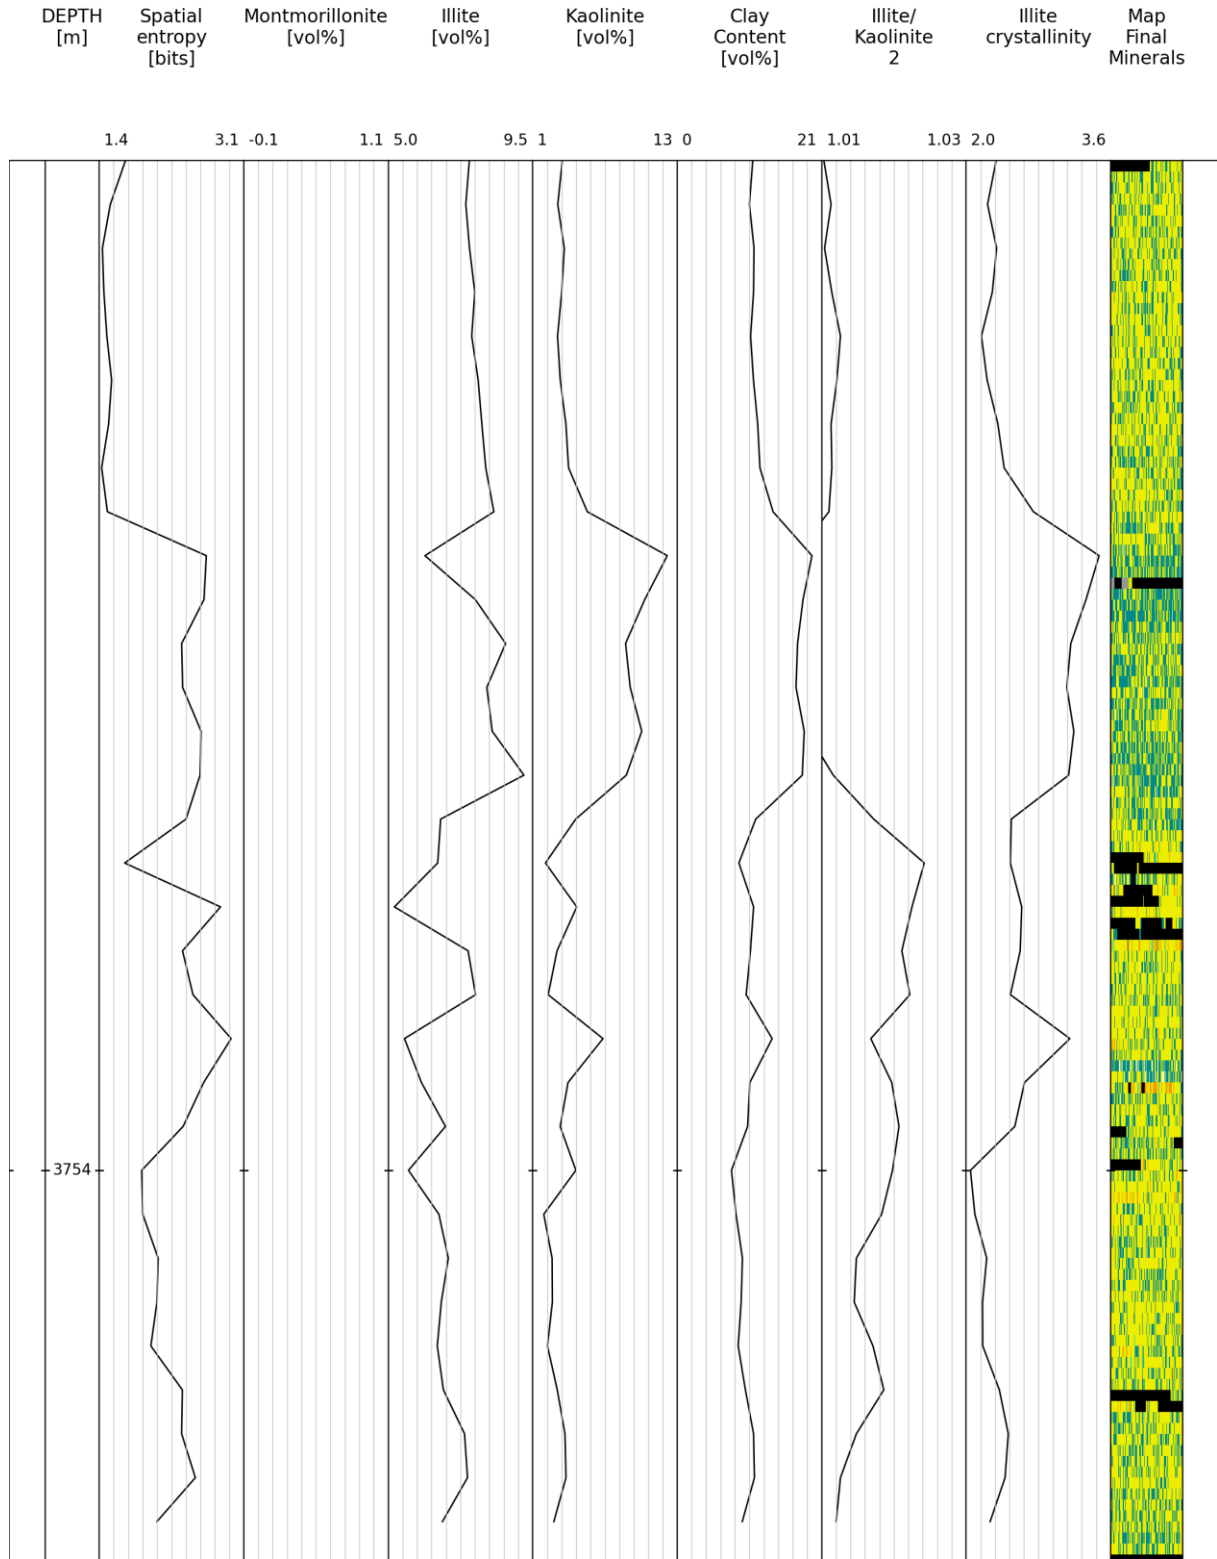 DEPTH
[m]
Spatial
entropy
[bits]
Montmorillonite
[vol%]
Illite
[vol%]
Kaolinite
[vol%]
Clay
Content
[vol%]
Illite/
Kaolinite
2
Illite
crystallinity
Map
Final
Minerals
1.4 3.1 -0.1 1.1 5.0 9.5 1 13 0 21 1.01 1.03 2.0 3.6
3754